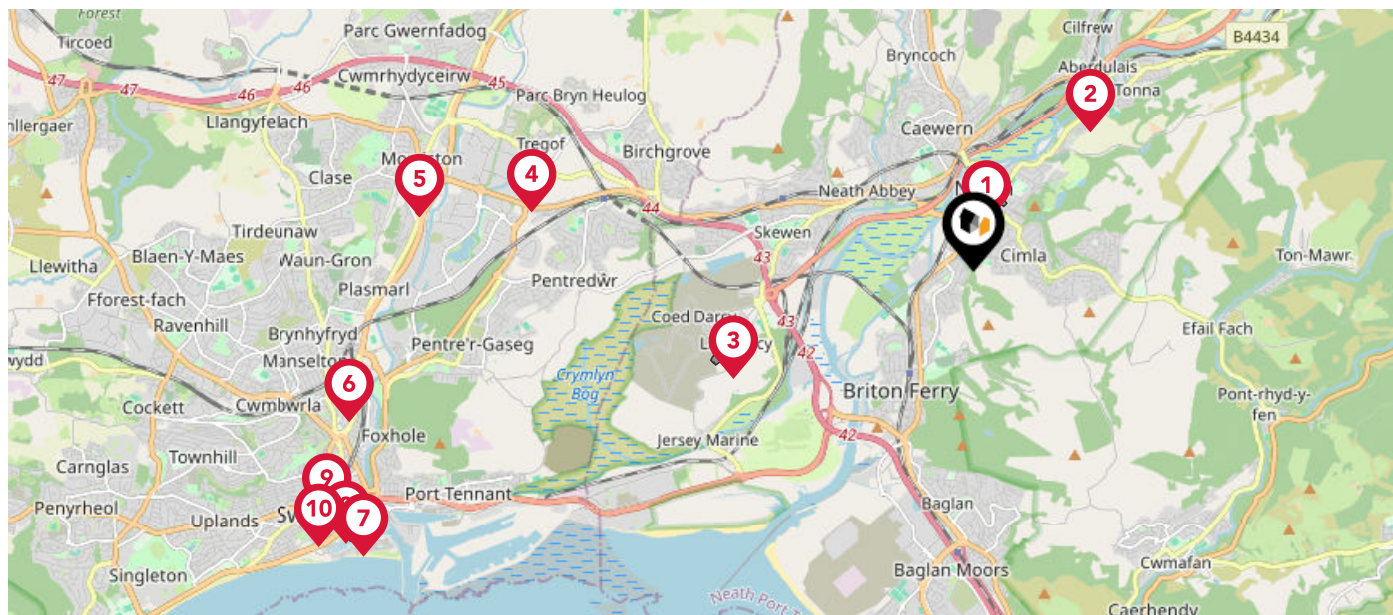 Forest
Tircoed
Parc Gwernfadog
Cilfrew
B4434
Bryncoch
Aberdulais
Cwmrhydyceirw
45
47
47
46
46
Parc Bryn Heulog
2
Tonna
Llangyfelach
Caewern
Tregof
Birchgrove
Clase
5
4
Neath Abbey
1
44
Skewen
Tirdeunaw
Blaen-Y-Maes
Waun-Gron
Llewitha
43
Cimla
Ton-Mawr
Pentredŵr
Plasmarl
Fforest-fach
Ravenhill
Coed Darcy
43
Efail Fach
Brynhyfryd
Pentre'r-Gaseg
3
42
Manselton
6
Crymlyn
Bog
Briton Ferry
Pont-rhyd-y-
fen
Cockett
Cwmbwrla
Foxhole
42
Jersey Marine
Townhill
Carnglas
9
Port Tennant
Penyrheol
Uplands
10
7
Baglan
Singleton
Baglan Moors
Cwmafan
Neath Port
Caerhendy